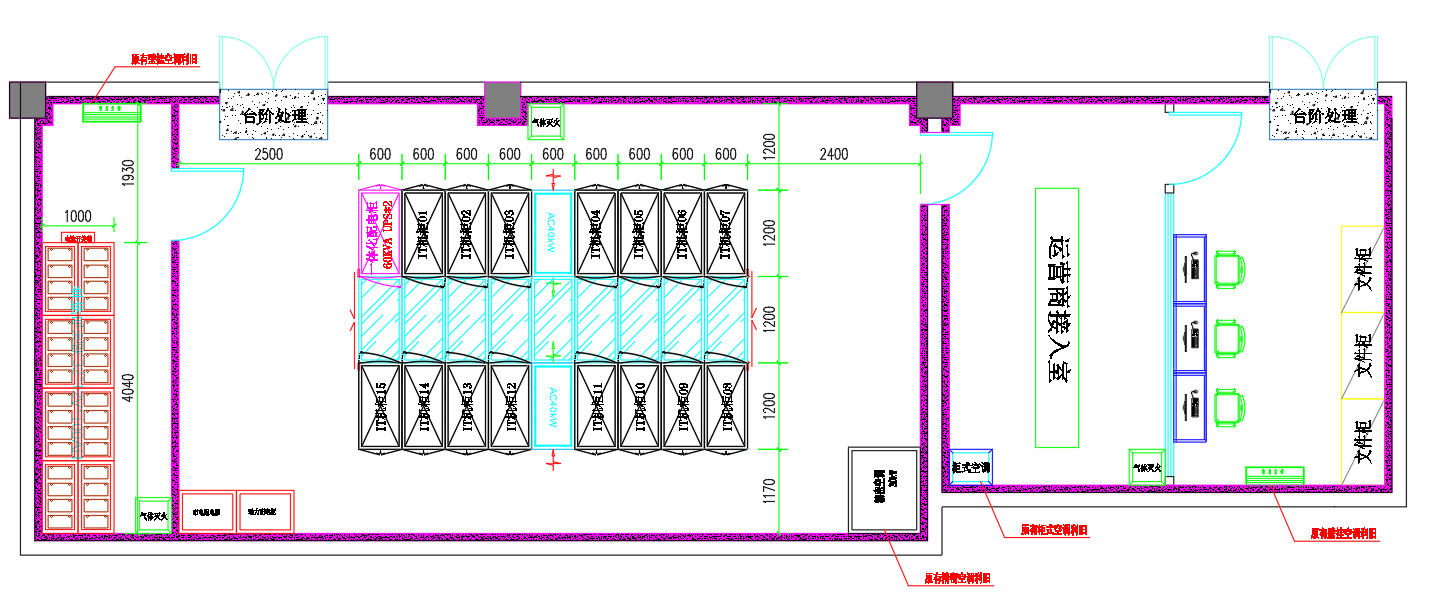 原有壁挂空调利旧
台阶处理
台阶处理
气体灭火
2500
600
600
600
600
600
600
600
600
600
2400
1200
1930
1000
一体化配电柜
60KVA UPS*2
IT机柜01
IT机柜02
IT机柜03
AC40KW
IT机柜04
IT机柜05
IT机柜06
IT机柜07
1200
1200
4040
IT机柜15
IT机柜14
IT机柜13
IT机柜12
AC40KW
IT机柜11
IT机柜10
IT机柜09
IT机柜08
1200
1170
运营商接入室
文件柜
文件柜
文件柜
气体灭火
市电配电柜
动力配电柜
柜式空调
气体灭火
原有柜式空调利旧
原有壁挂空调利旧
原有精密空调利旧